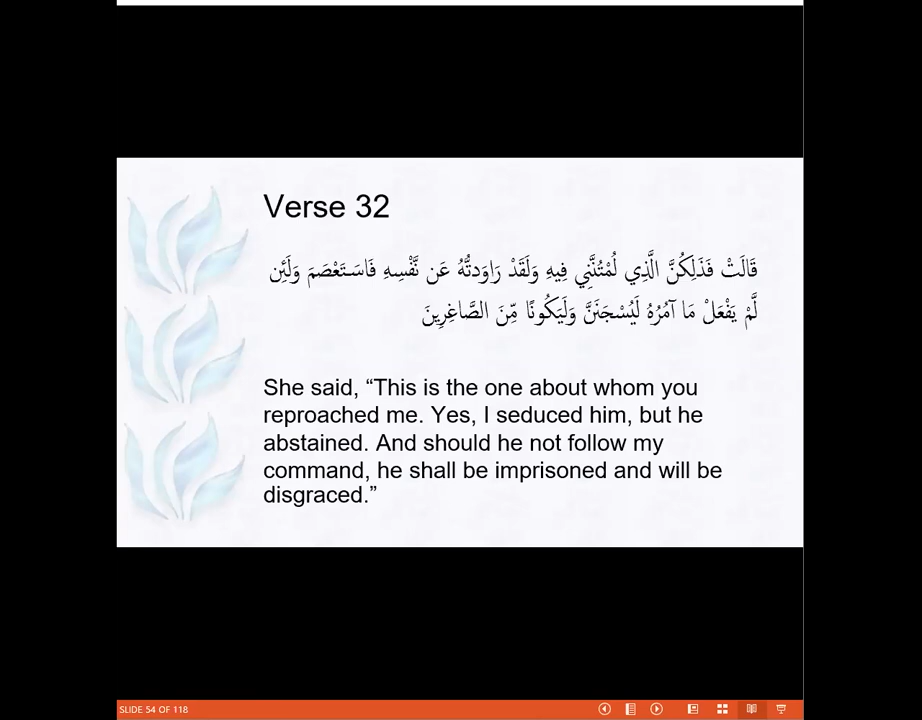 Verse 32
قَالَتْ فَذَٰلِكُنَّ الَّذِي لُمْتُنَّنِي فِيهِ وَلَقَدْ رَاوَدتُّهُ عَن نَّفْسِهِ فَاسْتَعْصَمَ وَلَئِن
لَّمْ يَفْعَلْ مَا آمُرُهُ لَيُسْجَنَنَّ وَلَيَكُونًا مِّنَ الصَّاغِرِينَ
She said, “This is the one about whom you
reproached me. Yes, I seduced him, but he
abstained. And should he not follow my
command, he shall be imprisoned and will be
disgraced.”
SLIDE 54 OF 118